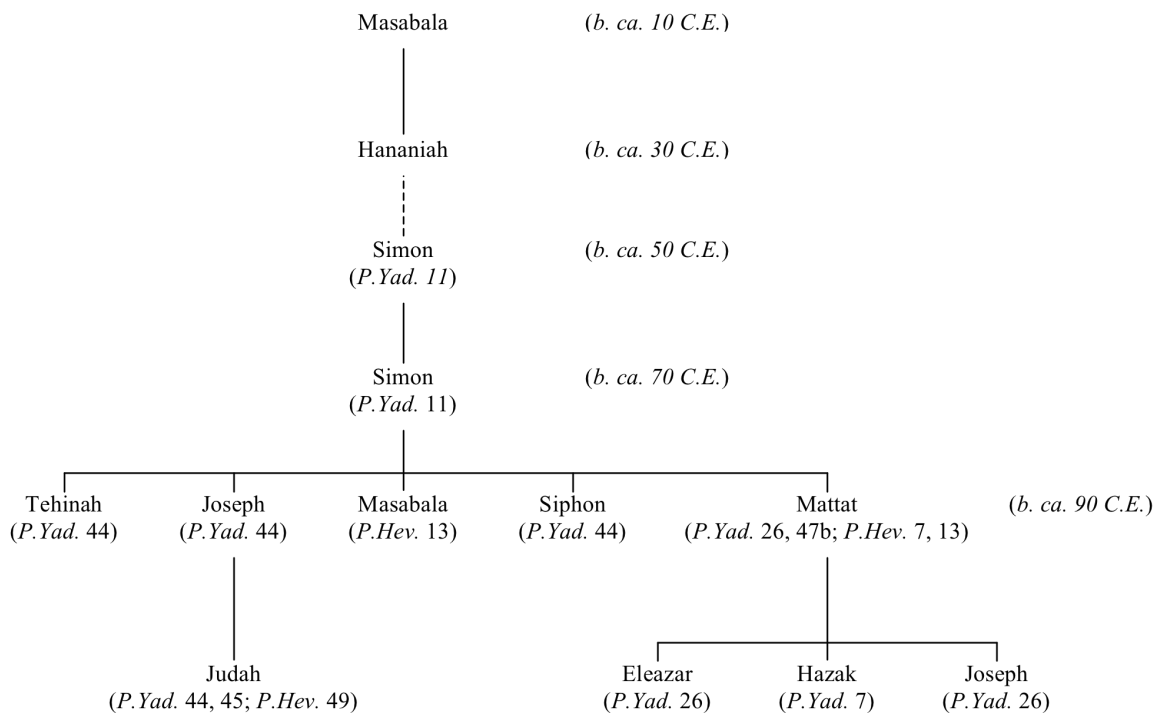 Masabala (b. ca. 10 C.E.)
Hananiah (b. ca. 30 C.E.)
Simon (b. ca. 50 C.E.)
(P.Yad. 11)
Simon (b. ca. 70 C.E.)
(P.Yad. 11)
Tehinah Joseph Masabala Siphon Mattat (b. ca. 90 C.E.)
(P.Yad. 44) (P.Yad. 44) (P.Hev. 13) (P.Yad. 44) (P.Yad. 26, 47b; P.Hev. 7, 13)
Judah Eleazar Hazak Joseph
(P.Yad. 44, 45; P.Hev. 49) (P.Yad. 26) (P.Yad. 7) (P.Yad. 26)